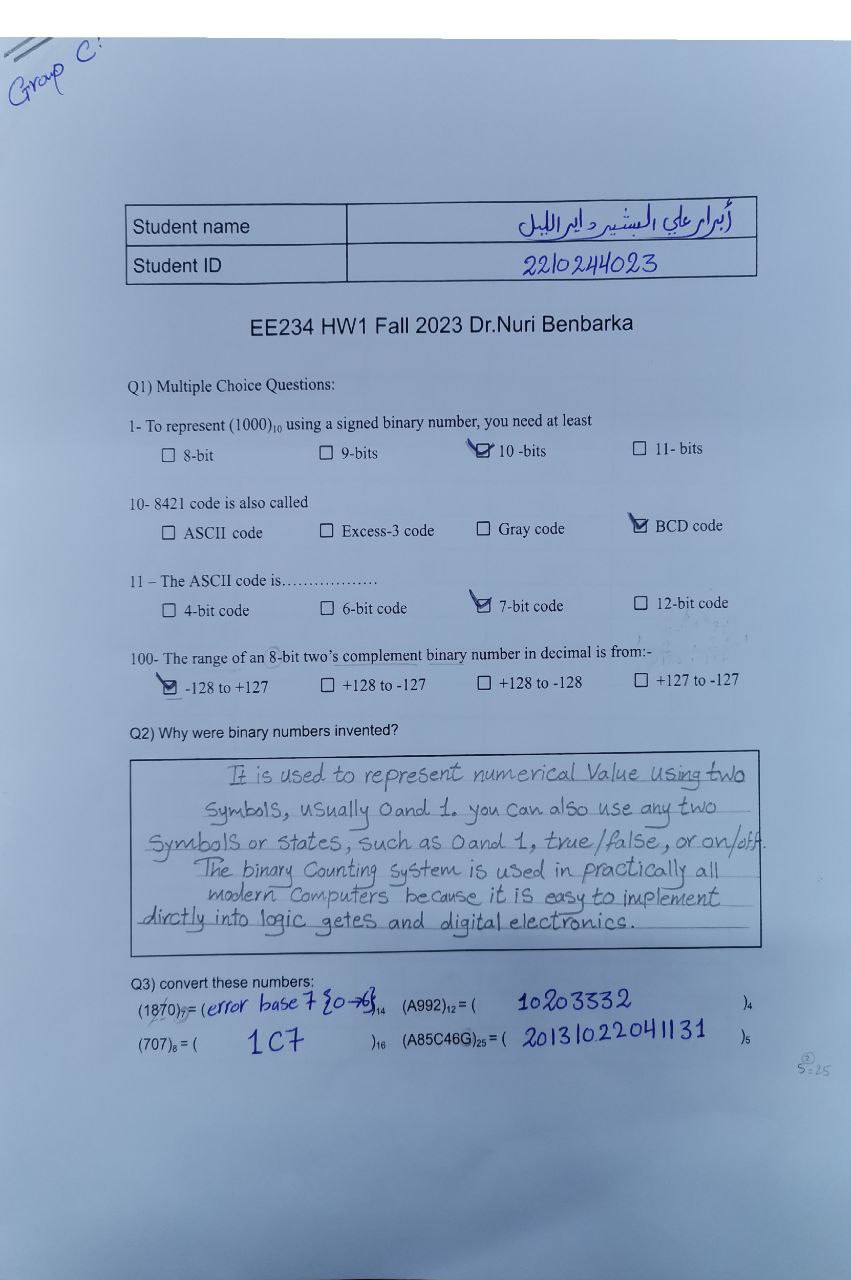 Group C:
Student name أبرار علي البشير داير الليل
Student ID 2210244023
EE234 HW1 Fall 2023 Dr.Nuri Benbarka
Q1) Multiple Choice Questions:
1- To represent (1000)₁₀ using a signed binary number, you need at least
8-bit 9-bits 10 -bits 11- bits
10- 8421 code is also called
ASCII code Excess-3 code Gray code BCD code
11 – The ASCII code is..................
4-bit code 6-bit code 7-bit code 12-bit code
100- The range of an 8-bit two's complement binary number in decimal is from:-
-128 to +127 +128 to -127 +128 to -128 +127 to -127
Q2) Why were binary numbers invented?
It is used to represent numerical Value using two
Symbols, usually 0 and 1. you can also use any two
Symbols or states, such as 0 and 1, true/false, or on/off.
The binary Counting system is used in practically all
modern Computers because it is easy to implement
dirctly into logic getes and digital electronics.
Q3) convert these numbers:
(1870)₇= (error base 7 {0→6})₁₄ (A992)₁₂ = ( 10203332 )₄
(707)₈ = ( 1C7 )₁₆ (A85C46G)₂₅ = ( 20131022041131 )₅
5²=25